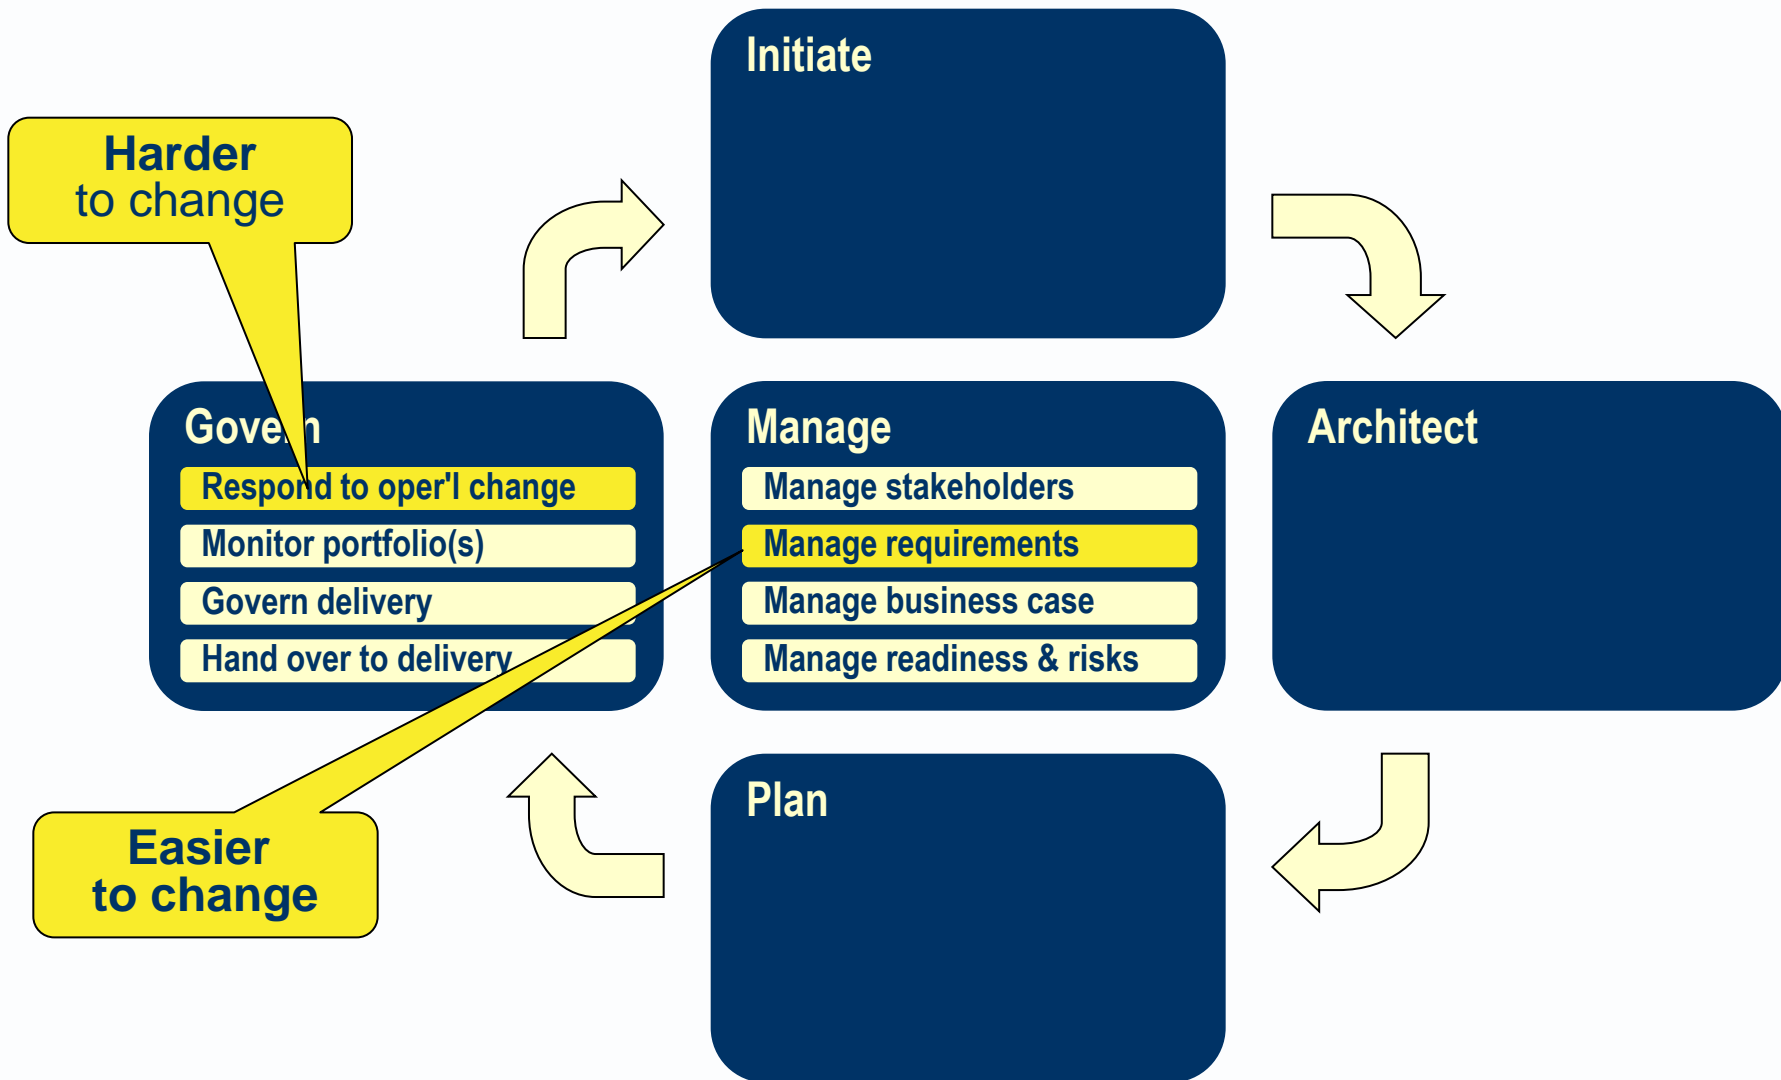 Initiate
Harder
to change
Govern
Respond to oper'l change
Monitor portfolio(s)
Govern delivery
Hand over to delivery
Manage
Manage stakeholders
Manage requirements
Manage business case
Manage readiness & risks
Architect
Easier
to change
Plan